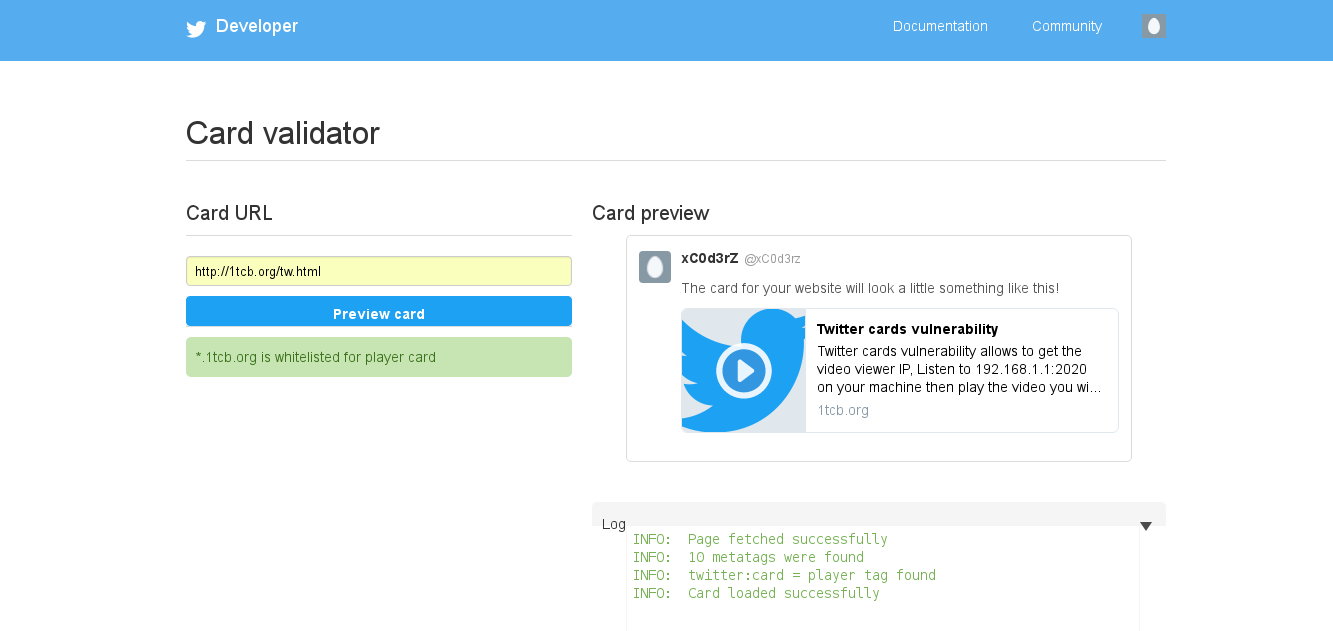 Developer
Documentation
Community
Card validator
Card URL
http://1tcb.org/tw.html
Preview card
*.1tcb.org is whitelisted for player card
Card preview
xC0d3rZ @xC0d3rz
The card for your website will look a little something like this!
Twitter cards vulnerability
Twitter cards vulnerability allows to get the
video viewer IP, Listen to 192.168.1.1:2020
on your machine then play the video you wi...
1tcb.org
Log
INFO: Page fetched successfully
INFO: 10 metatags were found
INFO: twitter:card = player tag found
INFO: Card loaded successfully